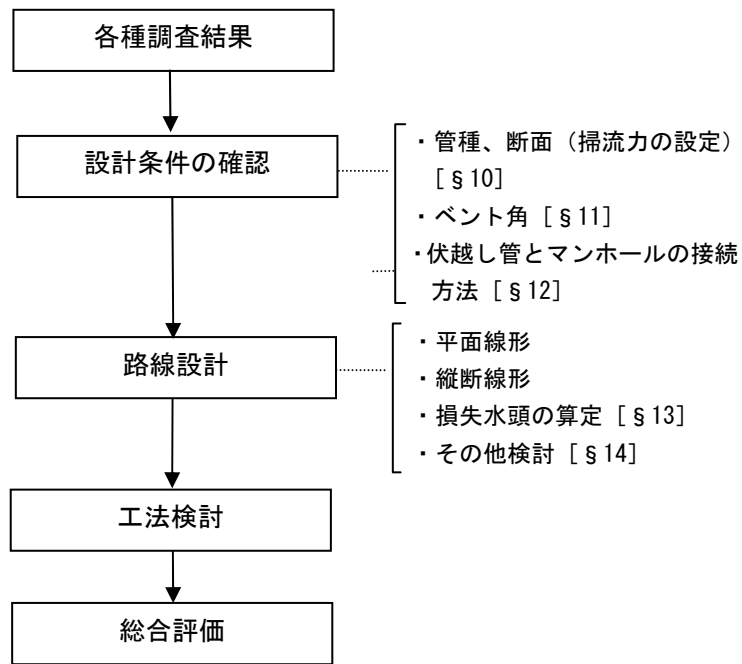 各種調査結果
設計条件の確認
・管種、断面（掃流力の設定）
［§10］
・ベント角［§11］
・伏越し管とマンホールの接続
方法［§12］
路線設計
・平面線形
・縦断線形
・損失水頭の算定［§13］
・その他検討［§14］
工法検討
総合評価